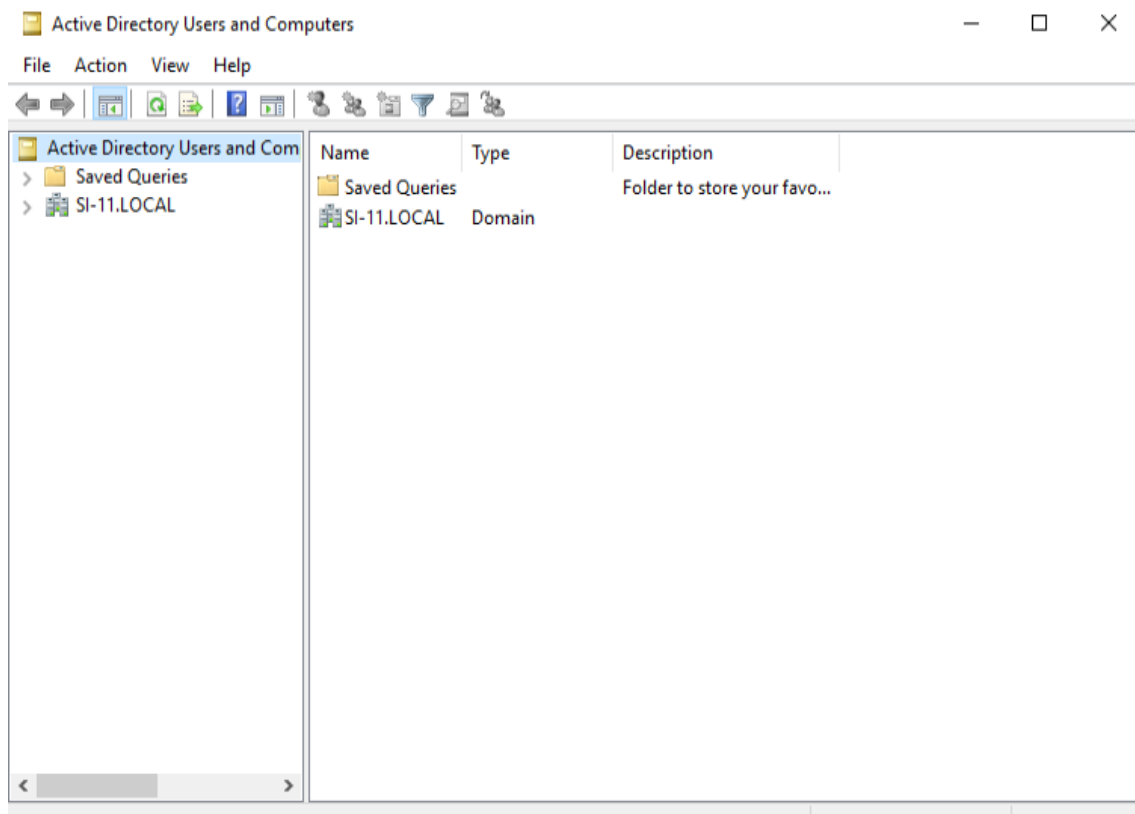 Active Directory Users and Computers
File Action View Help
Active Directory Users and Com
Saved Queries
SI-11.LOCAL
Name Type Description
Saved Queries Folder to store your favo...
SI-11.LOCAL Domain